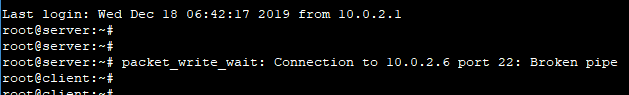 Last login: Wed Dec 18 06:42:17 2019 from 10.0.2.1
root@server:~#
root@server:~#
root@server:~# packet_write_wait: Connection to 10.0.2.6 port 22: Broken pipe
root@client:~#
root@client:~#